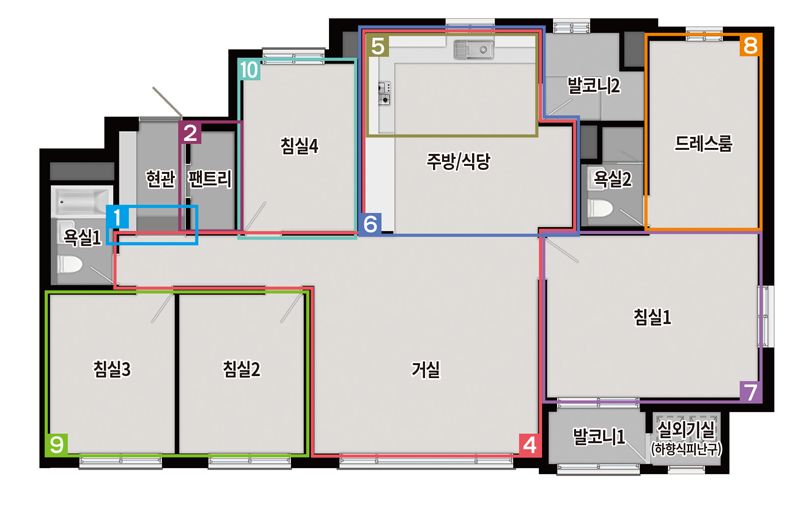 5
8
10
발코니2
2
침실4
드레스룸
주방/식당
현관
팬트리
욕실2
1
6
욕실1
침실1
침실3
침실2
거실
7
9
4
발코니1
실외기실
(하향식피난구)